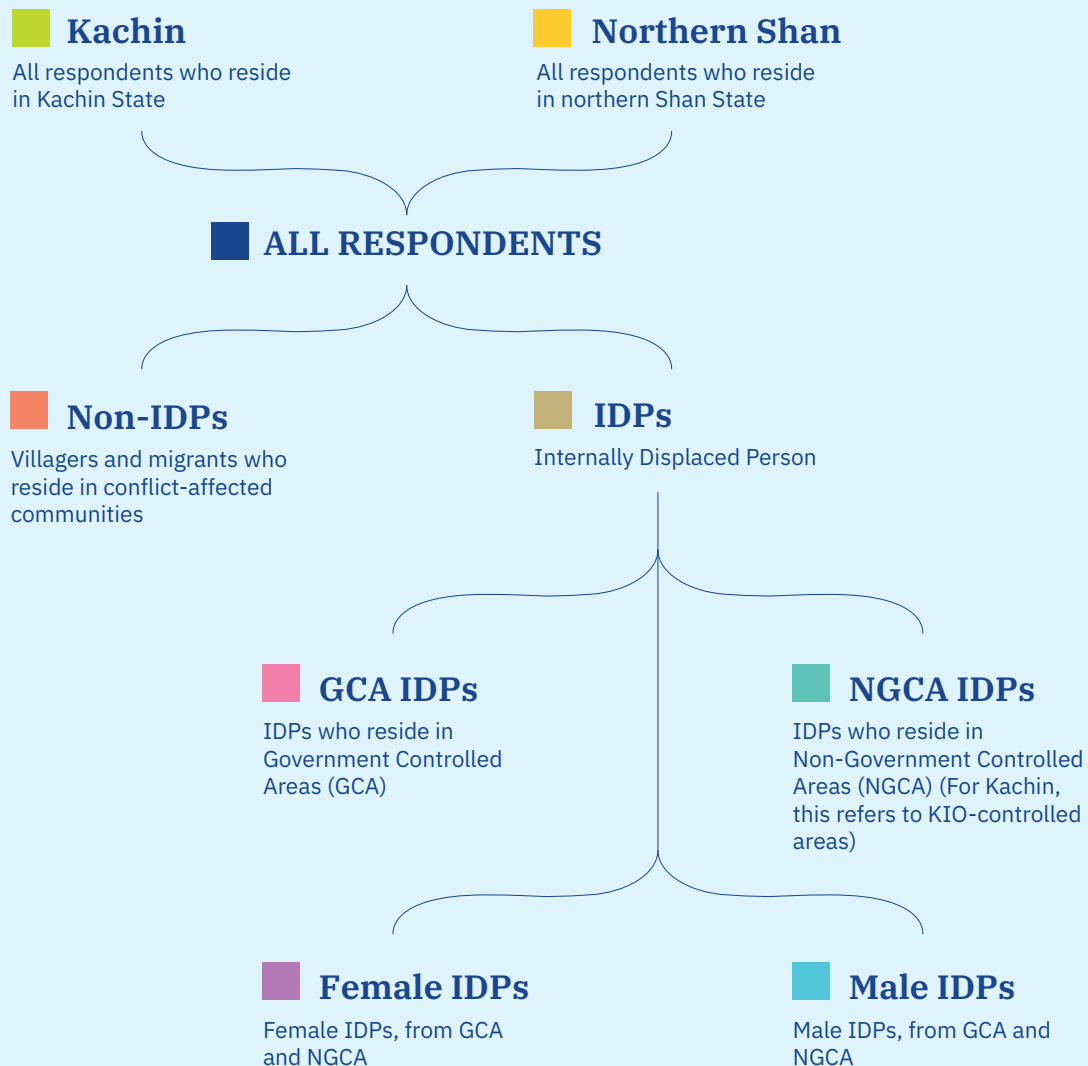 Kachin
All respondents who reside
in Kachin State
Northern Shan
All respondents who reside
in northern Shan State
ALL RESPONDENTS
Non-IDPs
Villagers and migrants who
reside in conflict-affected
communities
IDPs
Internally Displaced Person
GCA IDPs
IDPs who reside in
Government Controlled
Areas (GCA)
NGCA IDPs
IDPs who reside in
Non-Government Controlled
Areas (NGCA) (For Kachin,
this refers to KIO-controlled
areas)
Female IDPs
Female IDPs, from GCA
and NGCA
Male IDPs
Male IDPs, from GCA and
NGCA